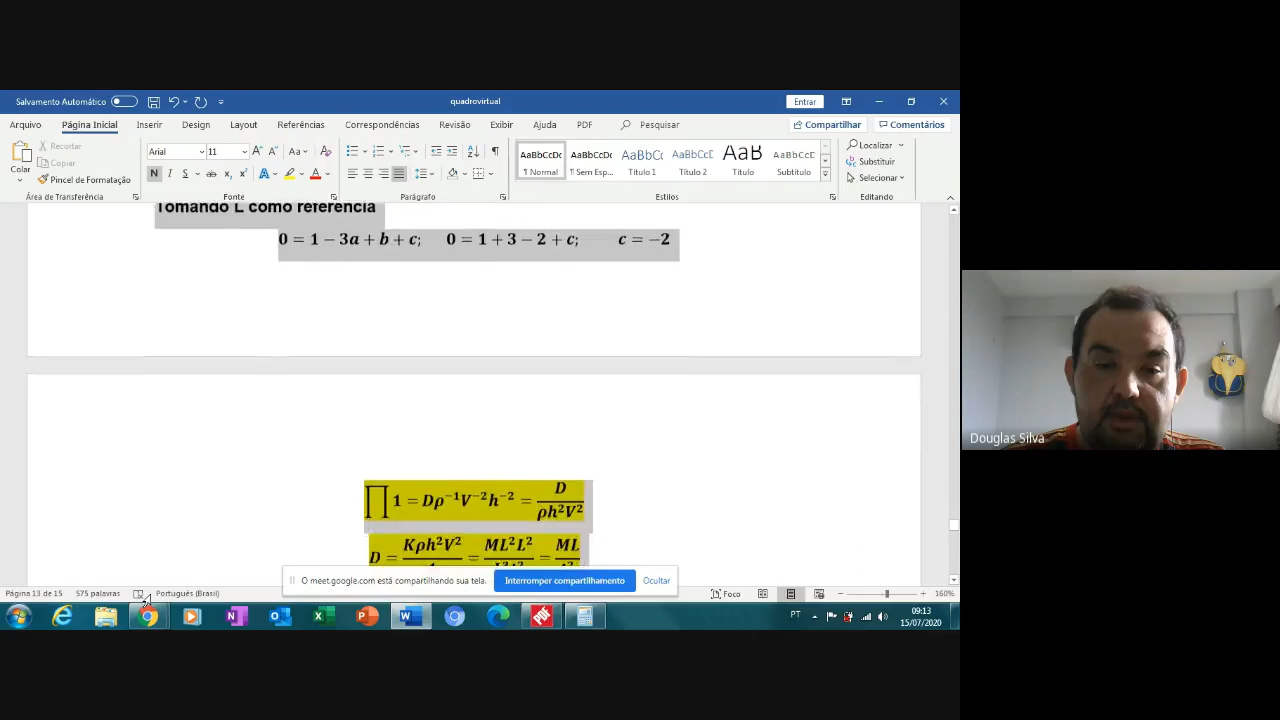 Salvamento Automático
quadrovirtual
Entrar
Arquivo Página Inicial Inserir Design Layout Referências Correspondências Revisão Exibir Ajuda PDF Pesquisar Compartilhar Comentários
Colar
Recortar
Copiar
Pincel de Formatação
Área de Transferência
Arial 11
Fonte
Parágrafo
AaBbCcDc AaBbCcDc AaBbCc AaBbCcC AaB AaBbCcD
¶ Normal ¶ Sem Esp... Título 1 Título 2 Título Subtítulo
Estilos
Localizar
Substituir
Selecionar
Editando
Tomando L como referência
0 = 1 − 3a + b + c; 0 = 1 + 3 − 2 + c; c = −2
∏ 1 = Dρ⁻¹V⁻²h⁻² = D / ρh²V²
D = Kρh²V² = ML²L² = ML
O meet.google.com está compartilhando sua tela. Interromper compartilhamento Ocultar
Página 13 de 15 575 palavras Português (Brasil) Foco 160%
PT 09:13
15/07/2020
Douglas Silva